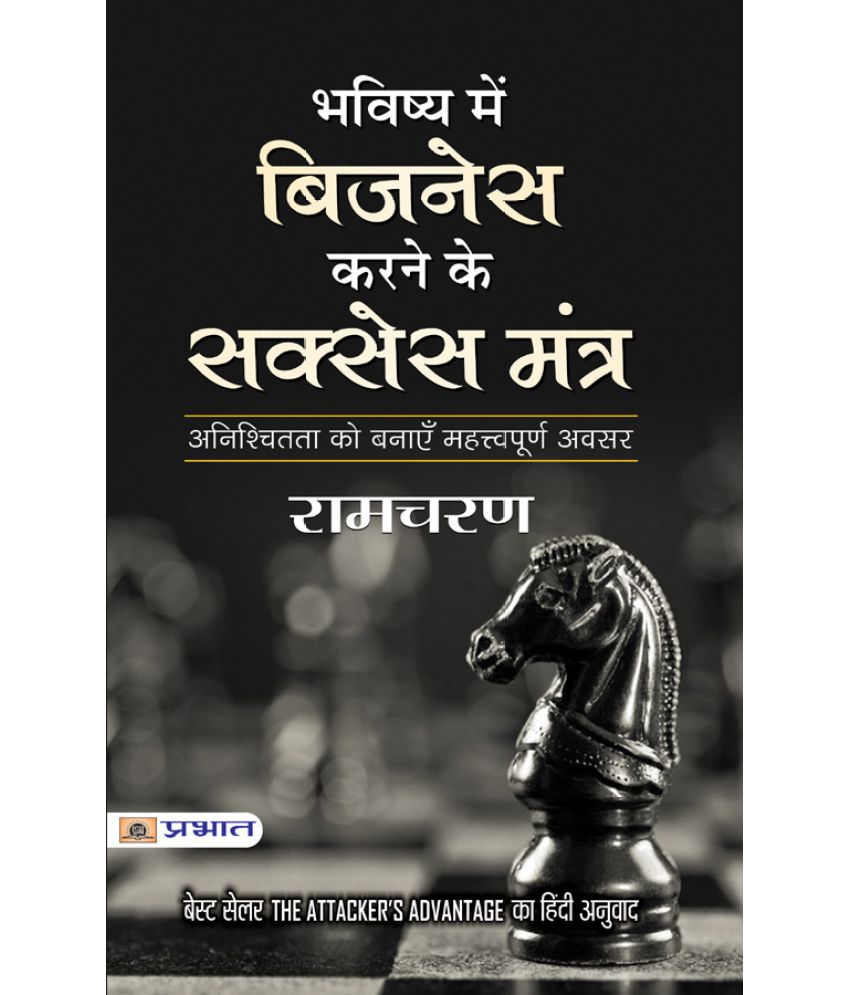 भविष्य में
बिजनेस
करने के
सक्सेस मंत्र
अनिश्चितता को बनाएँ महत्त्वपूर्ण अवसर
रामचरण
प्रभात
बेस्ट सेलर THE ATTACKER'S ADVANTAGE का हिंदी अनुवाद